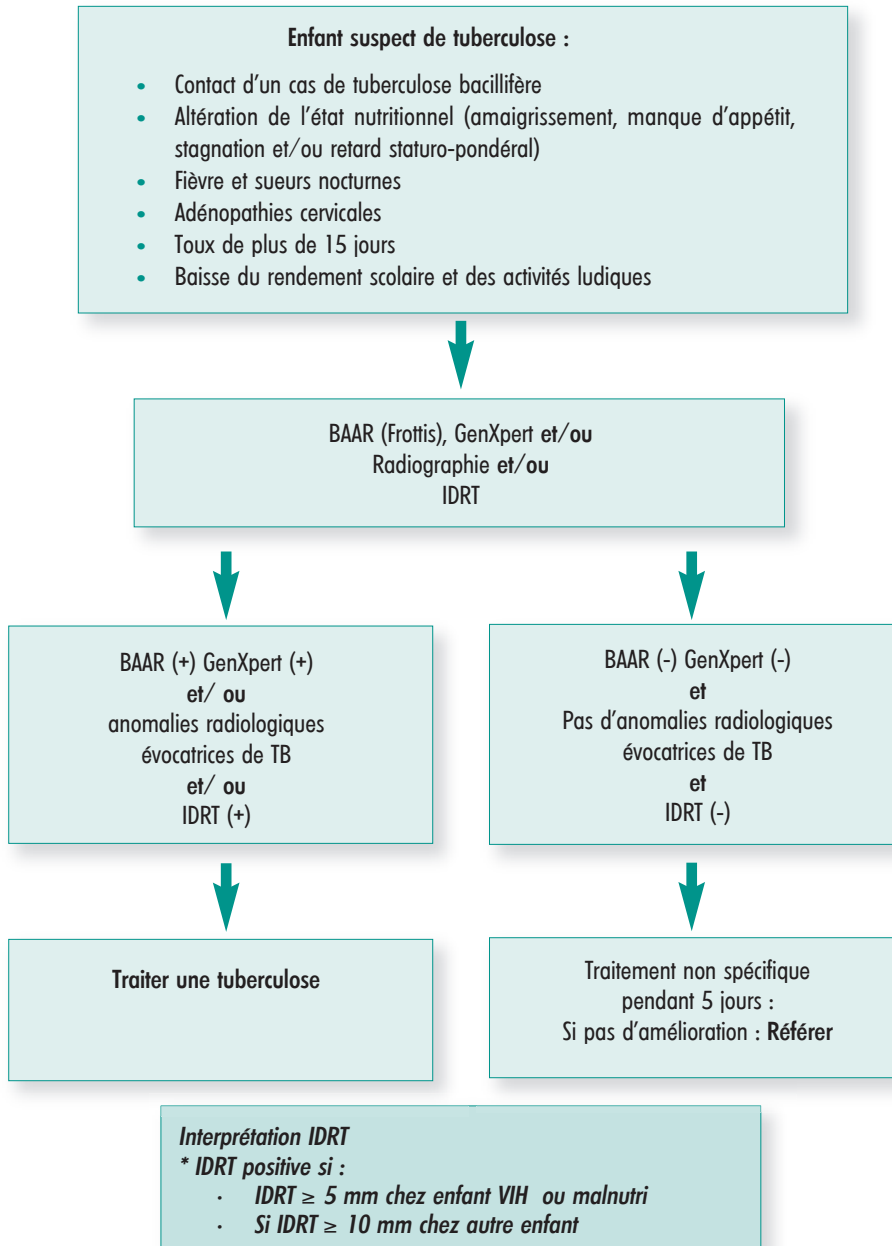 Enfant suspect de tuberculose :
• Contact d'un cas de tuberculose bacillifère
• Altération de l'état nutritionnel (amaigrissement, manque d'appétit,
stagnation et/ou retard staturo-pondéral)
• Fièvre et sueurs nocturnes
• Adénopathies cervicales
• Toux de plus de 15 jours
• Baisse du rendement scolaire et des activités ludiques
BAAR (Frottis), GenXpert et/ou
Radiographie et/ou
IDRT
BAAR (+) GenXpert (+)
et/ ou
anomalies radiologiques
évocatrices de TB
et/ ou
IDRT (+)
BAAR (-) GenXpert (-)
et
Pas d'anomalies radiologiques
évocatrices de TB
et
IDRT (-)
Traiter une tuberculose
Traitement non spécifique
pendant 5 jours :
Si pas d'amélioration : Référer
Interprétation IDRT
* IDRT positive si :
· IDRT ≥ 5 mm chez enfant VIH ou malnutri
· Si IDRT ≥ 10 mm chez autre enfant